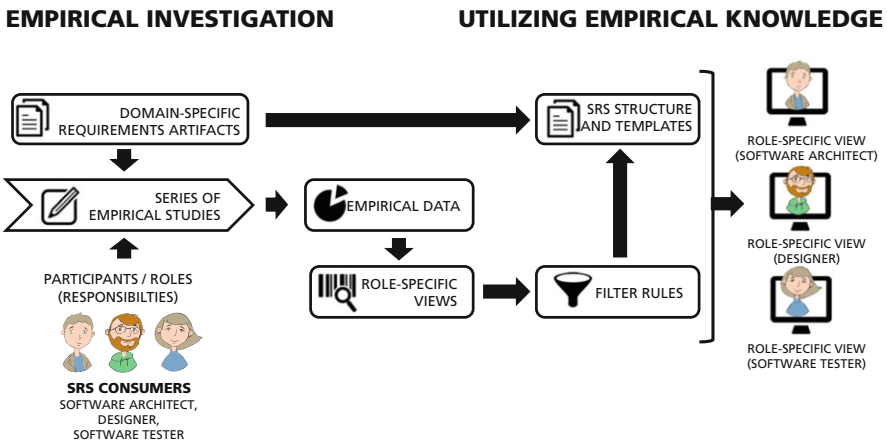 EMPIRICAL INVESTIGATION
UTILIZING EMPIRICAL KNOWLEDGE
DOMAIN-SPECIFIC
REQUIREMENTS ARTIFACTS
SERIES OF
EMPIRICAL STUDIES
PARTICIPANTS / ROLES
(RESPONSIBILTIES)
SRS CONSUMERS
SOFTWARE ARCHITECT,
DESIGNER,
SOFTWARE TESTER
EMPIRICAL DATA
ROLE-SPECIFIC
VIEWS
SRS STRUCTURE
AND TEMPLATES
FILTER RULES
ROLE-SPECIFIC VIEW
(SOFTWARE ARCHITECT)
ROLE-SPECIFIC VIEW
(DESIGNER)
ROLE-SPECIFIC VIEW
(SOFTWARE TESTER)